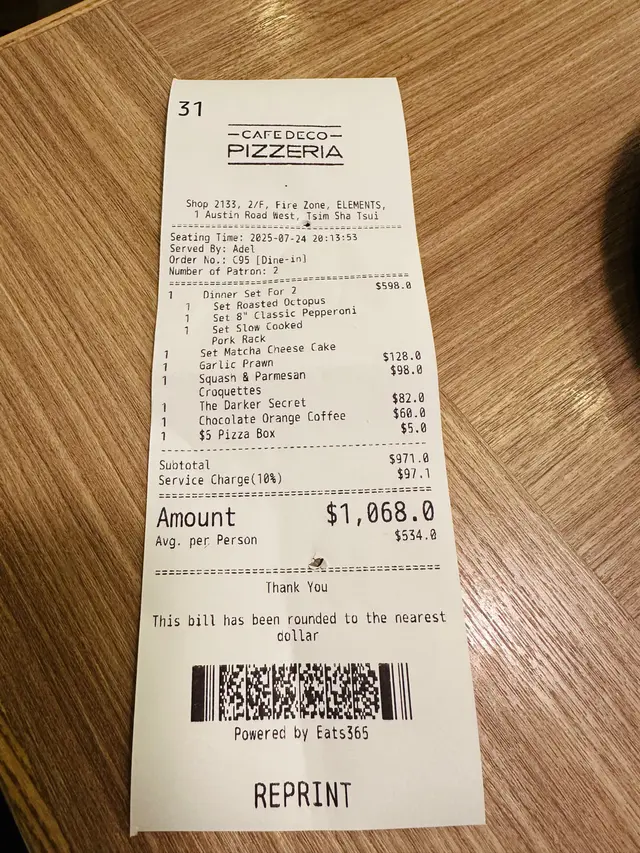 31
CAFE DECO
PIZZERIA
Shop 2133, 2/F, Fire Zone, ELEMENTS,
1 Austin Road West, Tsim Sha Tsui
Seating Time: 2025-07-24 20:13:53
Served By: Adel
Order No.: C95 [Dine-in]
Number of Patron: 2
1 Dinner Set For 2 $598.0
1 Set Roasted Octopus
1 Set 8" Classic Pepperoni
1 Set Slow Cooked
Pork Rack
1 Set Matcha Cheese Cake
1 Garlic Prawn $128.0
1 Squash & Parmesan $98.0
Croquettes
1 The Darker Secret $82.0
1 Chocolate Orange Coffee $60.0
1 $5 Pizza Box $5.0
Subtotal $971.0
Service Charge(10%) $97.1
Amount $1,068.0
Avg. per Person $534.0
Thank You
This bill has been rounded to the nearest
dollar
Powered by Eats365
REPRINT